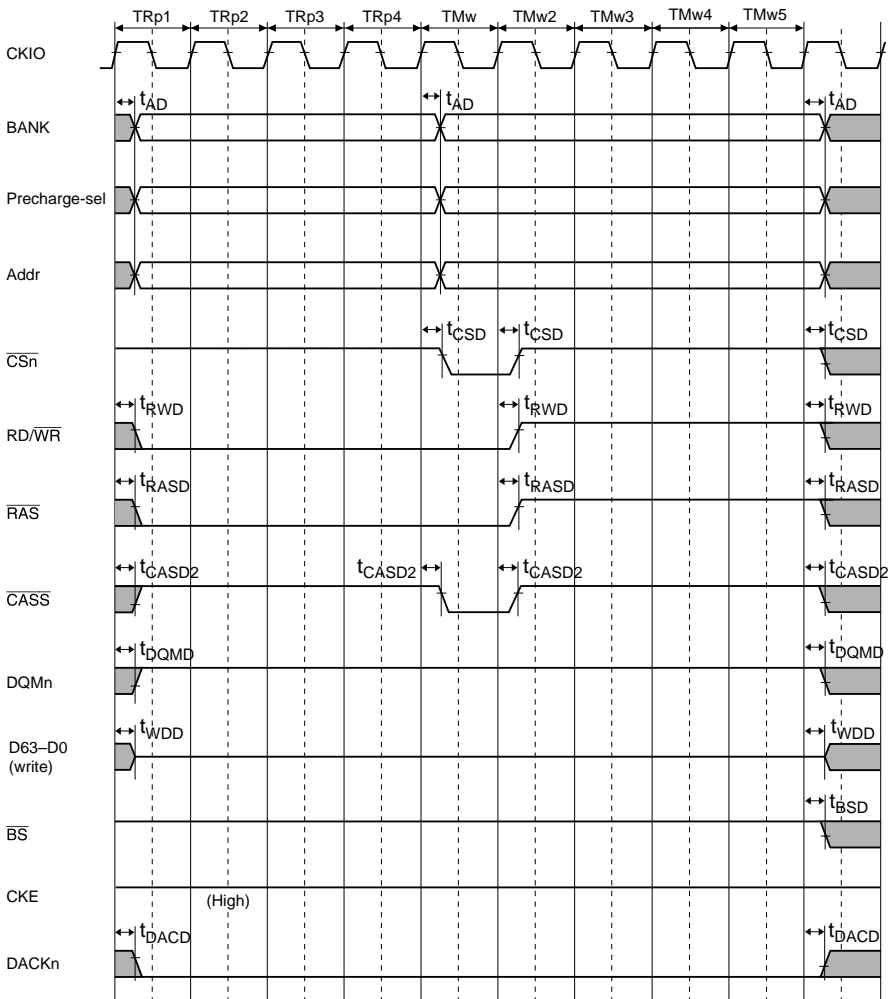 TRp1 TRp2 TRp3 TRp4 TMw TMw2 TMw3 TMw4 TMw5
CKIO
tAD tAD tAD
BANK
Precharge-sel
Addr
tCSD tCSD tCSD
CSn
tRWD tRWD tRWD
RD/WR
tRASD tRASD tRASD
RAS
tCASD2 tCASD2 tCASD2 tCASD2
CASS
tDQMD tDQMD
DQMn
tWDD tWDD
D63–D0
(write)
tBSD
BS
CKE
(High)
tDACD tDACD
DACKn